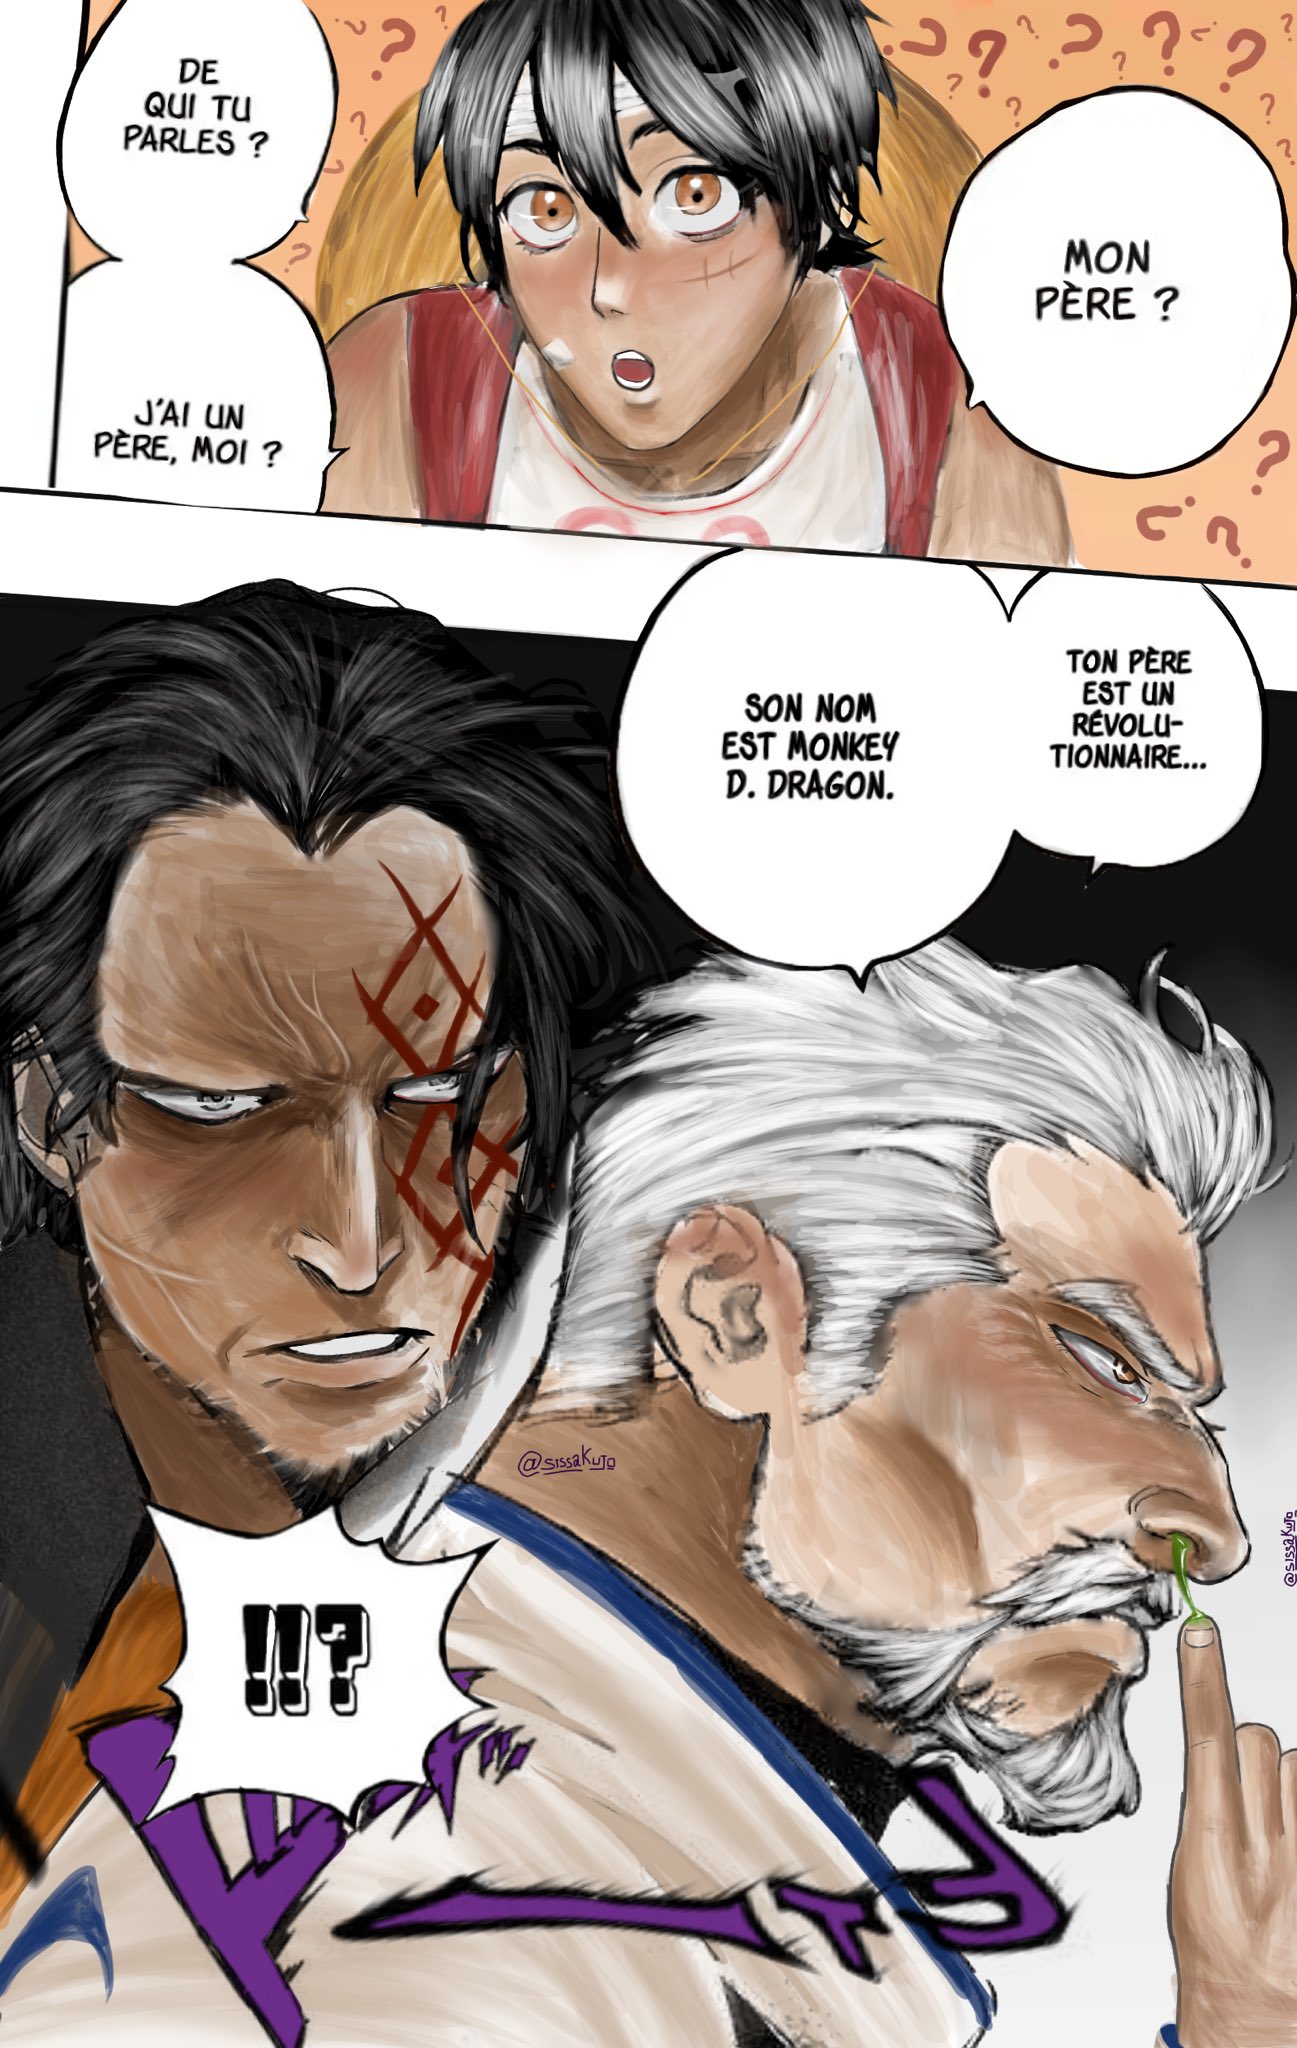 MON
PÈRE ?
DE
QUI TU
PARLES ?
J'AI UN
PÈRE, MOI ?
TON PÈRE
EST UN
RÉVOLU-
TIONNAIRE...
SON NOM
EST MONKEY
D. DRAGON.
@sissakujo
@sissakujo
!!?